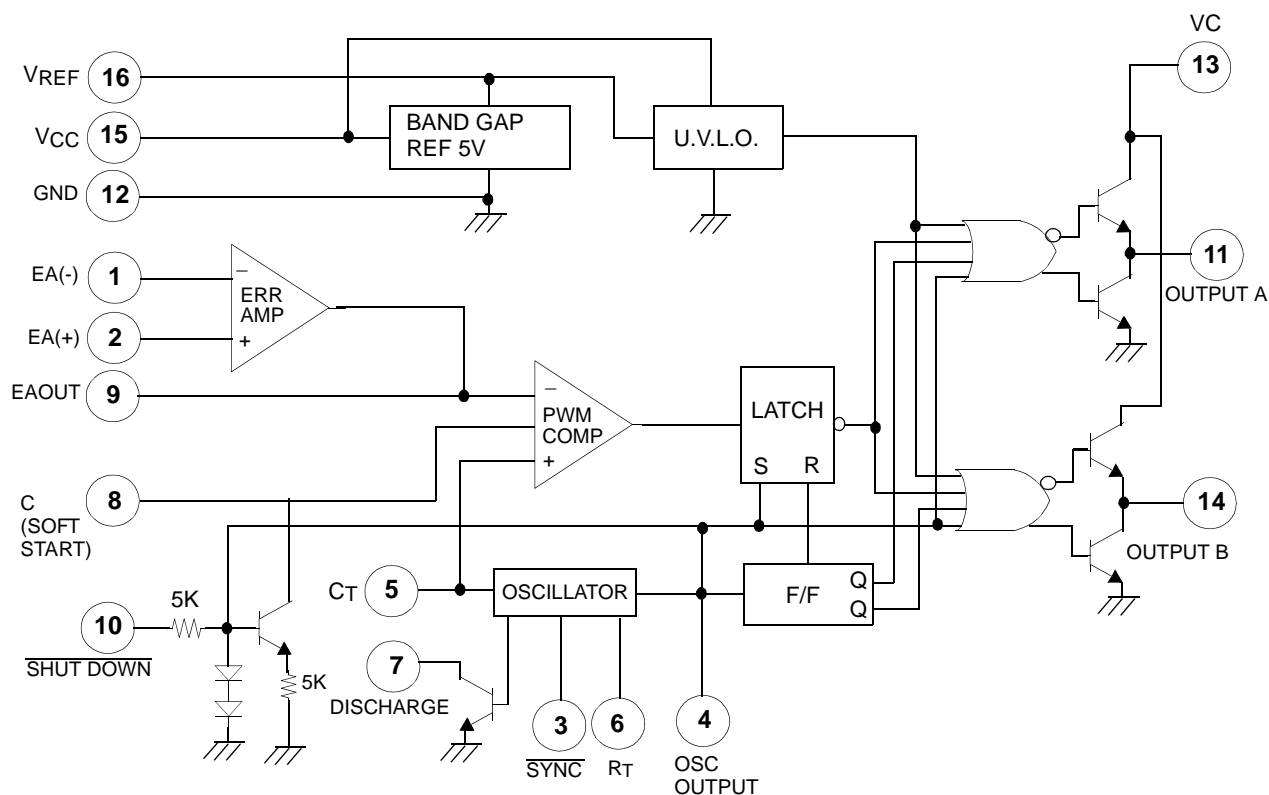 VC
13
VREF 16
BAND GAP
REF 5V
U.V.L.O.
VCC 15
GND 12
EA(-) 1
−
ERR
AMP
11
OUTPUT A
EA(+) 2
+
EAOUT 9
−
PWM
COMP
+
LATCH
S R
C
(SOFT
START)
8
14
OUTPUT B
CT 5
OSCILLATOR
F/F
Q
Q
5K
10
SHUT DOWN
5K
7
DISCHARGE
3
SYNC
6
RT
4
OSC
OUTPUT